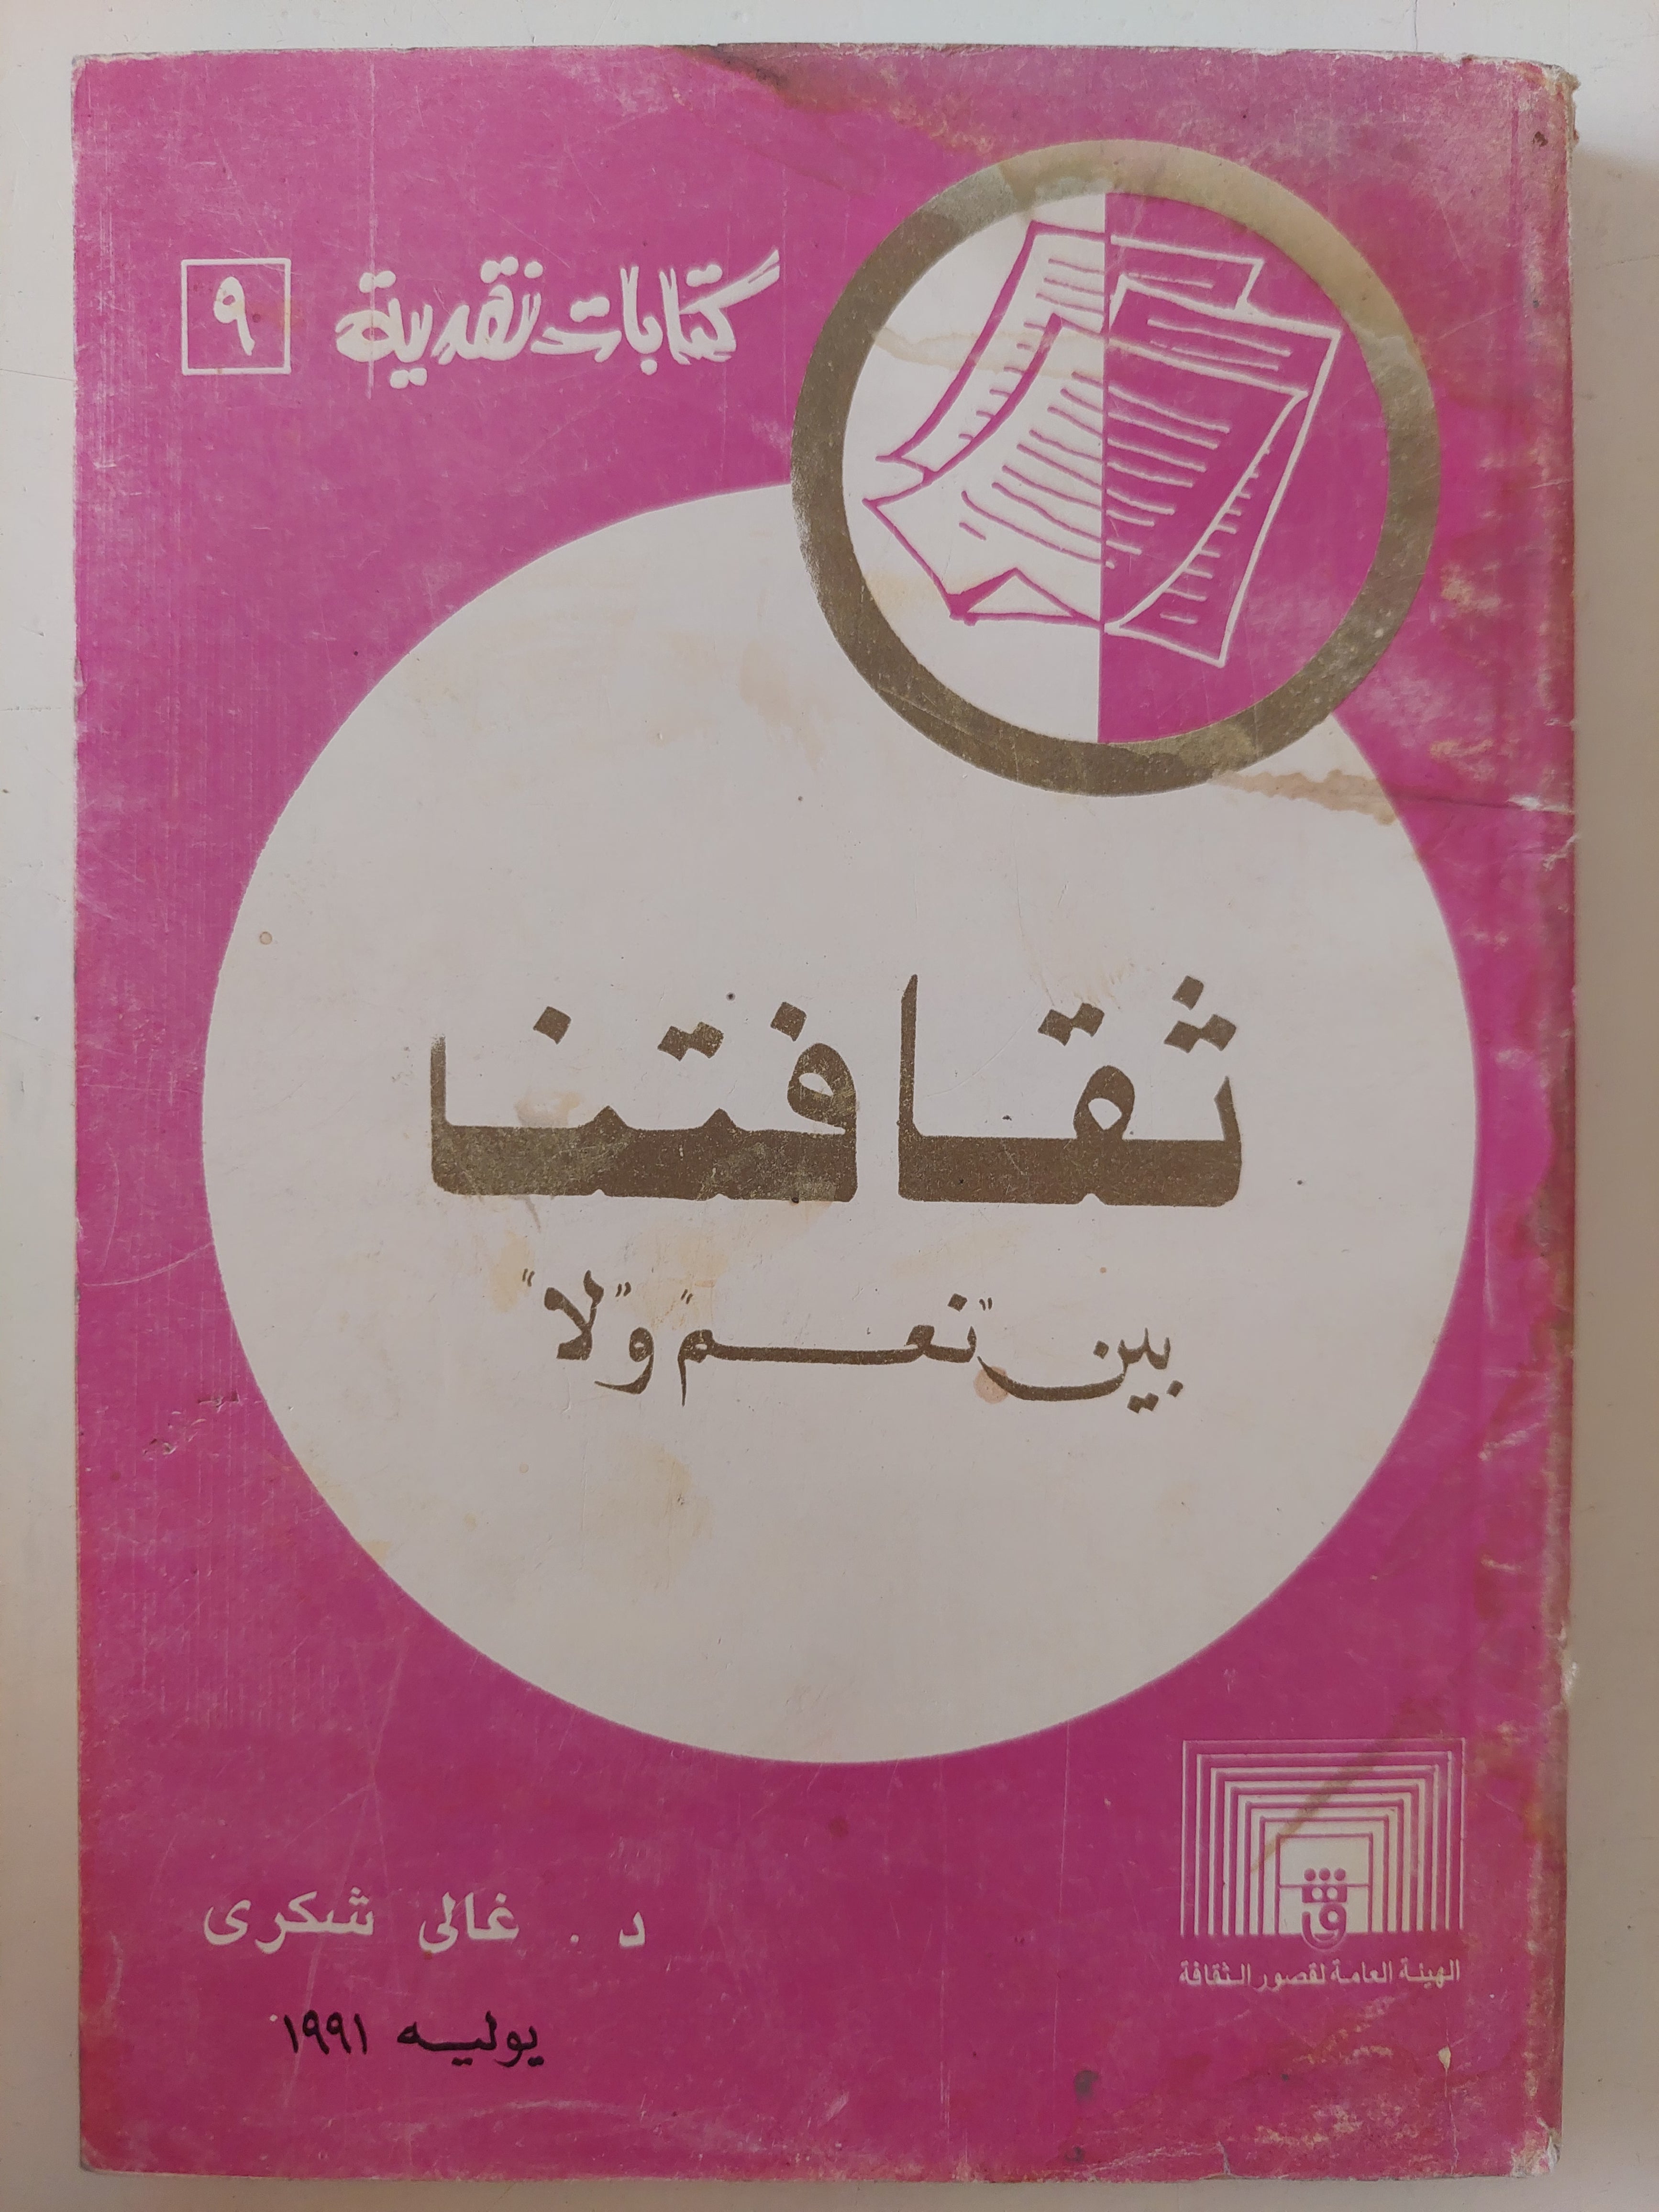 كتابات نقدية ٩
ثقافتنا
بين "نعم" و"لا"
الهيئة العامة لقصور الثقافة
د. غالى شكرى
يوليه ١٩٩١